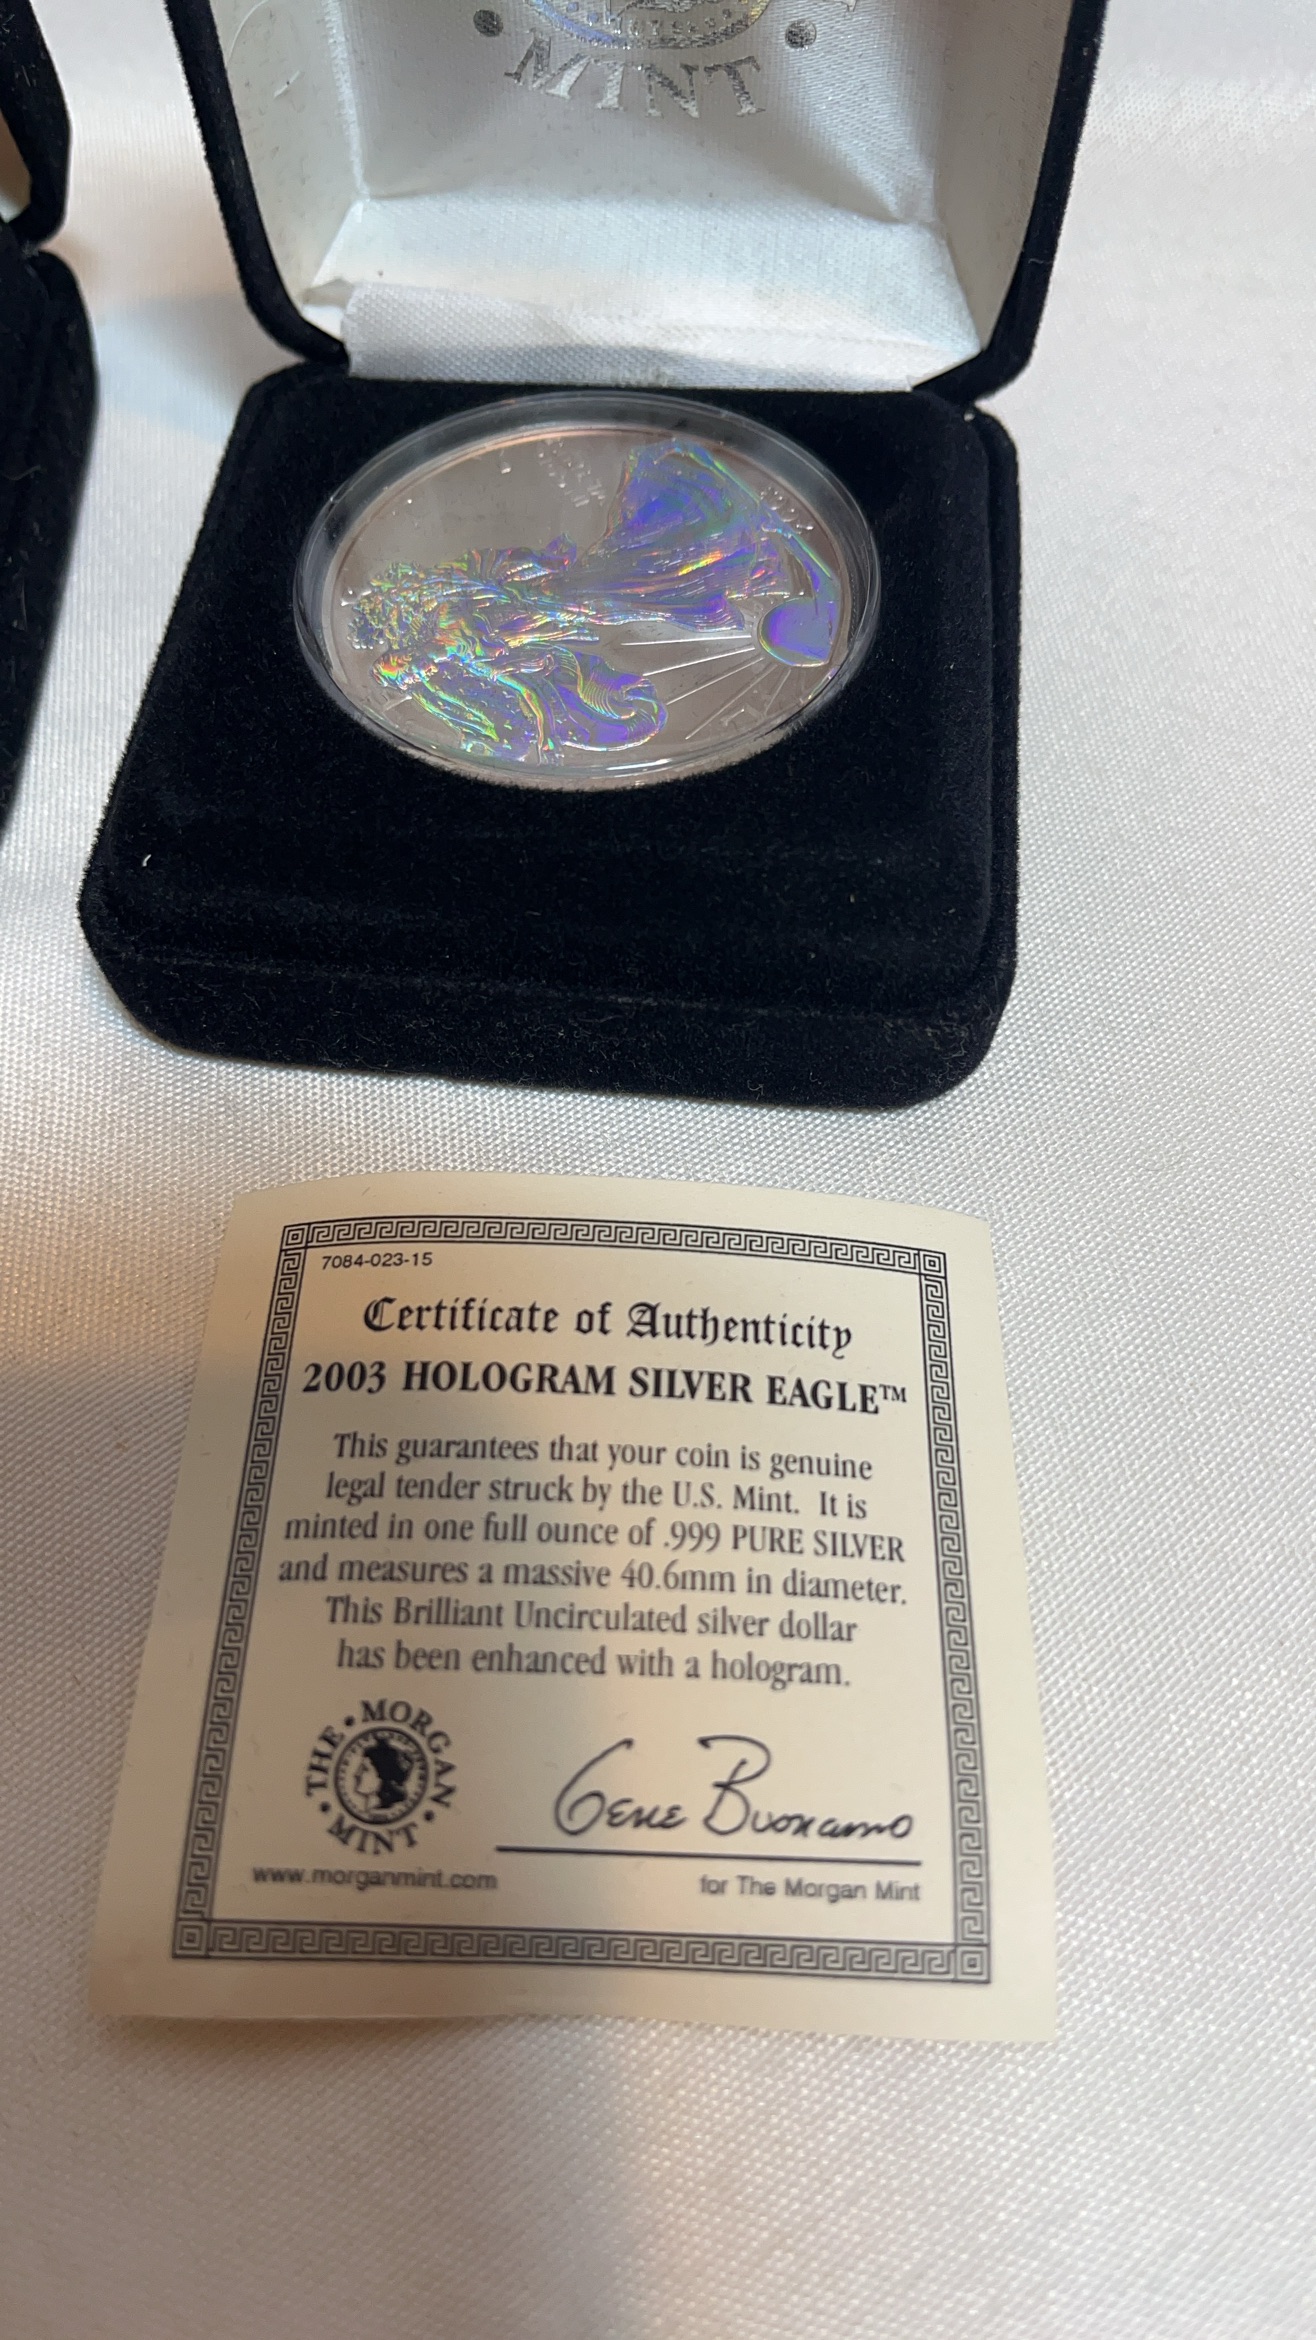 MINT
7084-023-15
Certificate of Authenticity
2003 HOLOGRAM SILVER EAGLE™
This guarantees that your coin is genuine
legal tender struck by the U.S. Mint. It is
minted in one full ounce of .999 PURE SILVER
and measures a massive 40.6mm in diameter.
This Brilliant Uncirculated silver dollar
has been enhanced with a hologram.
• THE • MORGAN • MINT
Gene Buonamo
www.morganmint.com
for The Morgan Mint